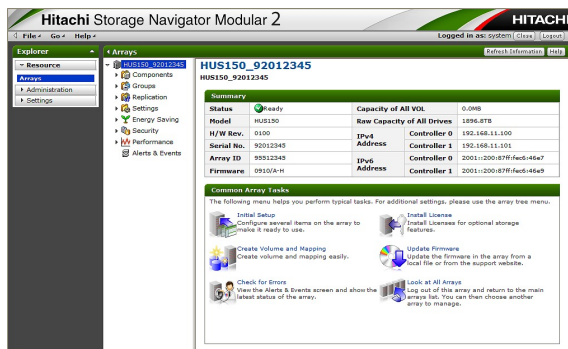 Hitachi Storage Navigator Modular 2
HITACHI
File Go Help
Logged in as: system Close Logout
Explorer
Arrays
Refresh Information Help
Resource
Arrays
Administration
Settings
HUS150_92012345
Components
Groups
Replication
Settings
Energy Saving
Security
Performance
Alerts & Events
HUS150_92012345
HUS150_92012345
Summary
Status Ready Capacity of All VOL 0.0MB
Model HUS150 Raw Capacity of All Drives 1896.8TB
H/W Rev. 0100 IPv4 Address Controller 0 192.168.11.100
Serial No. 92012345 Controller 1 192.168.11.101
Array ID 95512345 IPv6 Address Controller 0 2001::200:87ff:fec6:46e7
Firmware 0910/A-H Controller 1 2001::200:87ff:fec6:46e9
Common Array Tasks
The following menu helps you perform typical tasks. For additional settings, please use the array tree menu.
Initial Setup
Configure several items on the array to
make it ready to use.
Install License
Install Licenses for optional storage
features.
Create Volume and Mapping
Create volume and mapping easily.
Update Firmware
Update the firmware in the array from a
local file or from the support website.
Check for Errors
View the Alerts & Events screen and show the
latest status of the array.
Look at All Arrays
Log out of this array and return to the main
arrays list. You can then choose another
array to manage.